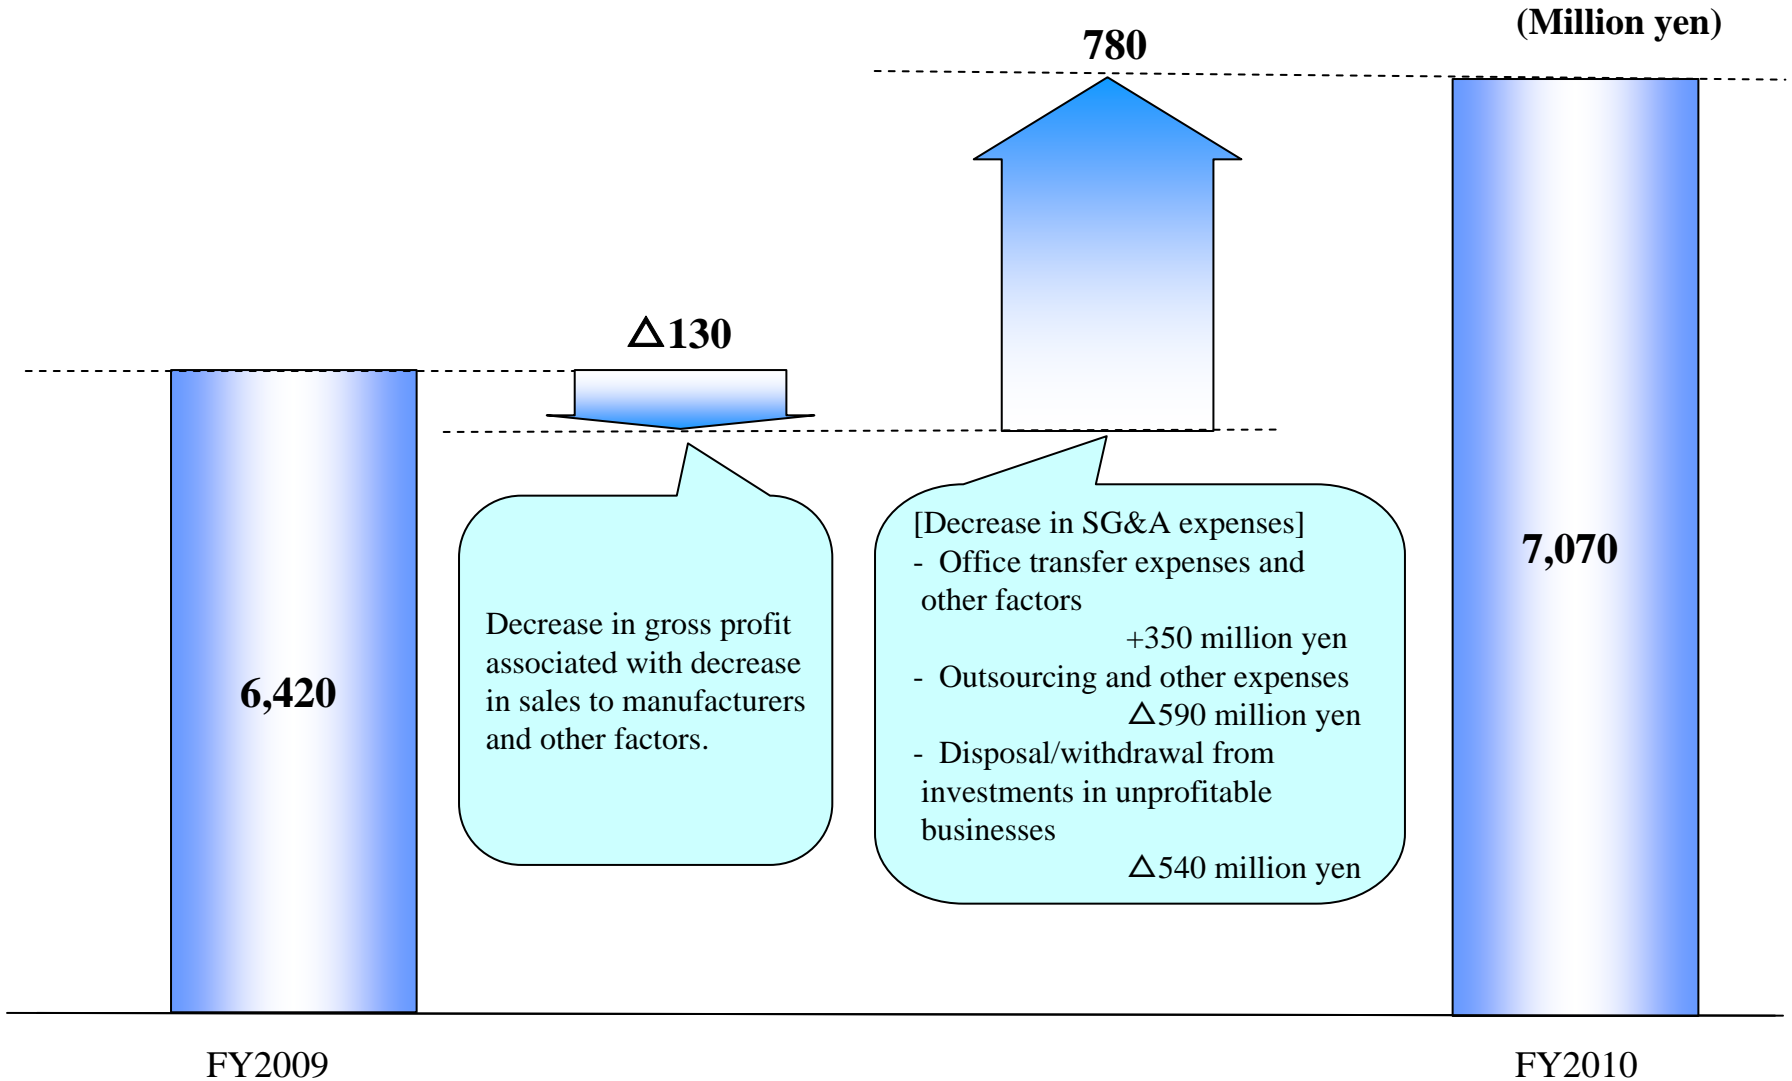 (Million yen)
780
△130
6,420
Decrease in gross profit
associated with decrease
in sales to manufacturers
and other factors.
[Decrease in SG&A expenses]
- Office transfer expenses and
other factors
+350 million yen
- Outsourcing and other expenses
△590 million yen
- Disposal/withdrawal from
investments in unprofitable
businesses
△540 million yen
7,070
FY2009
FY2010